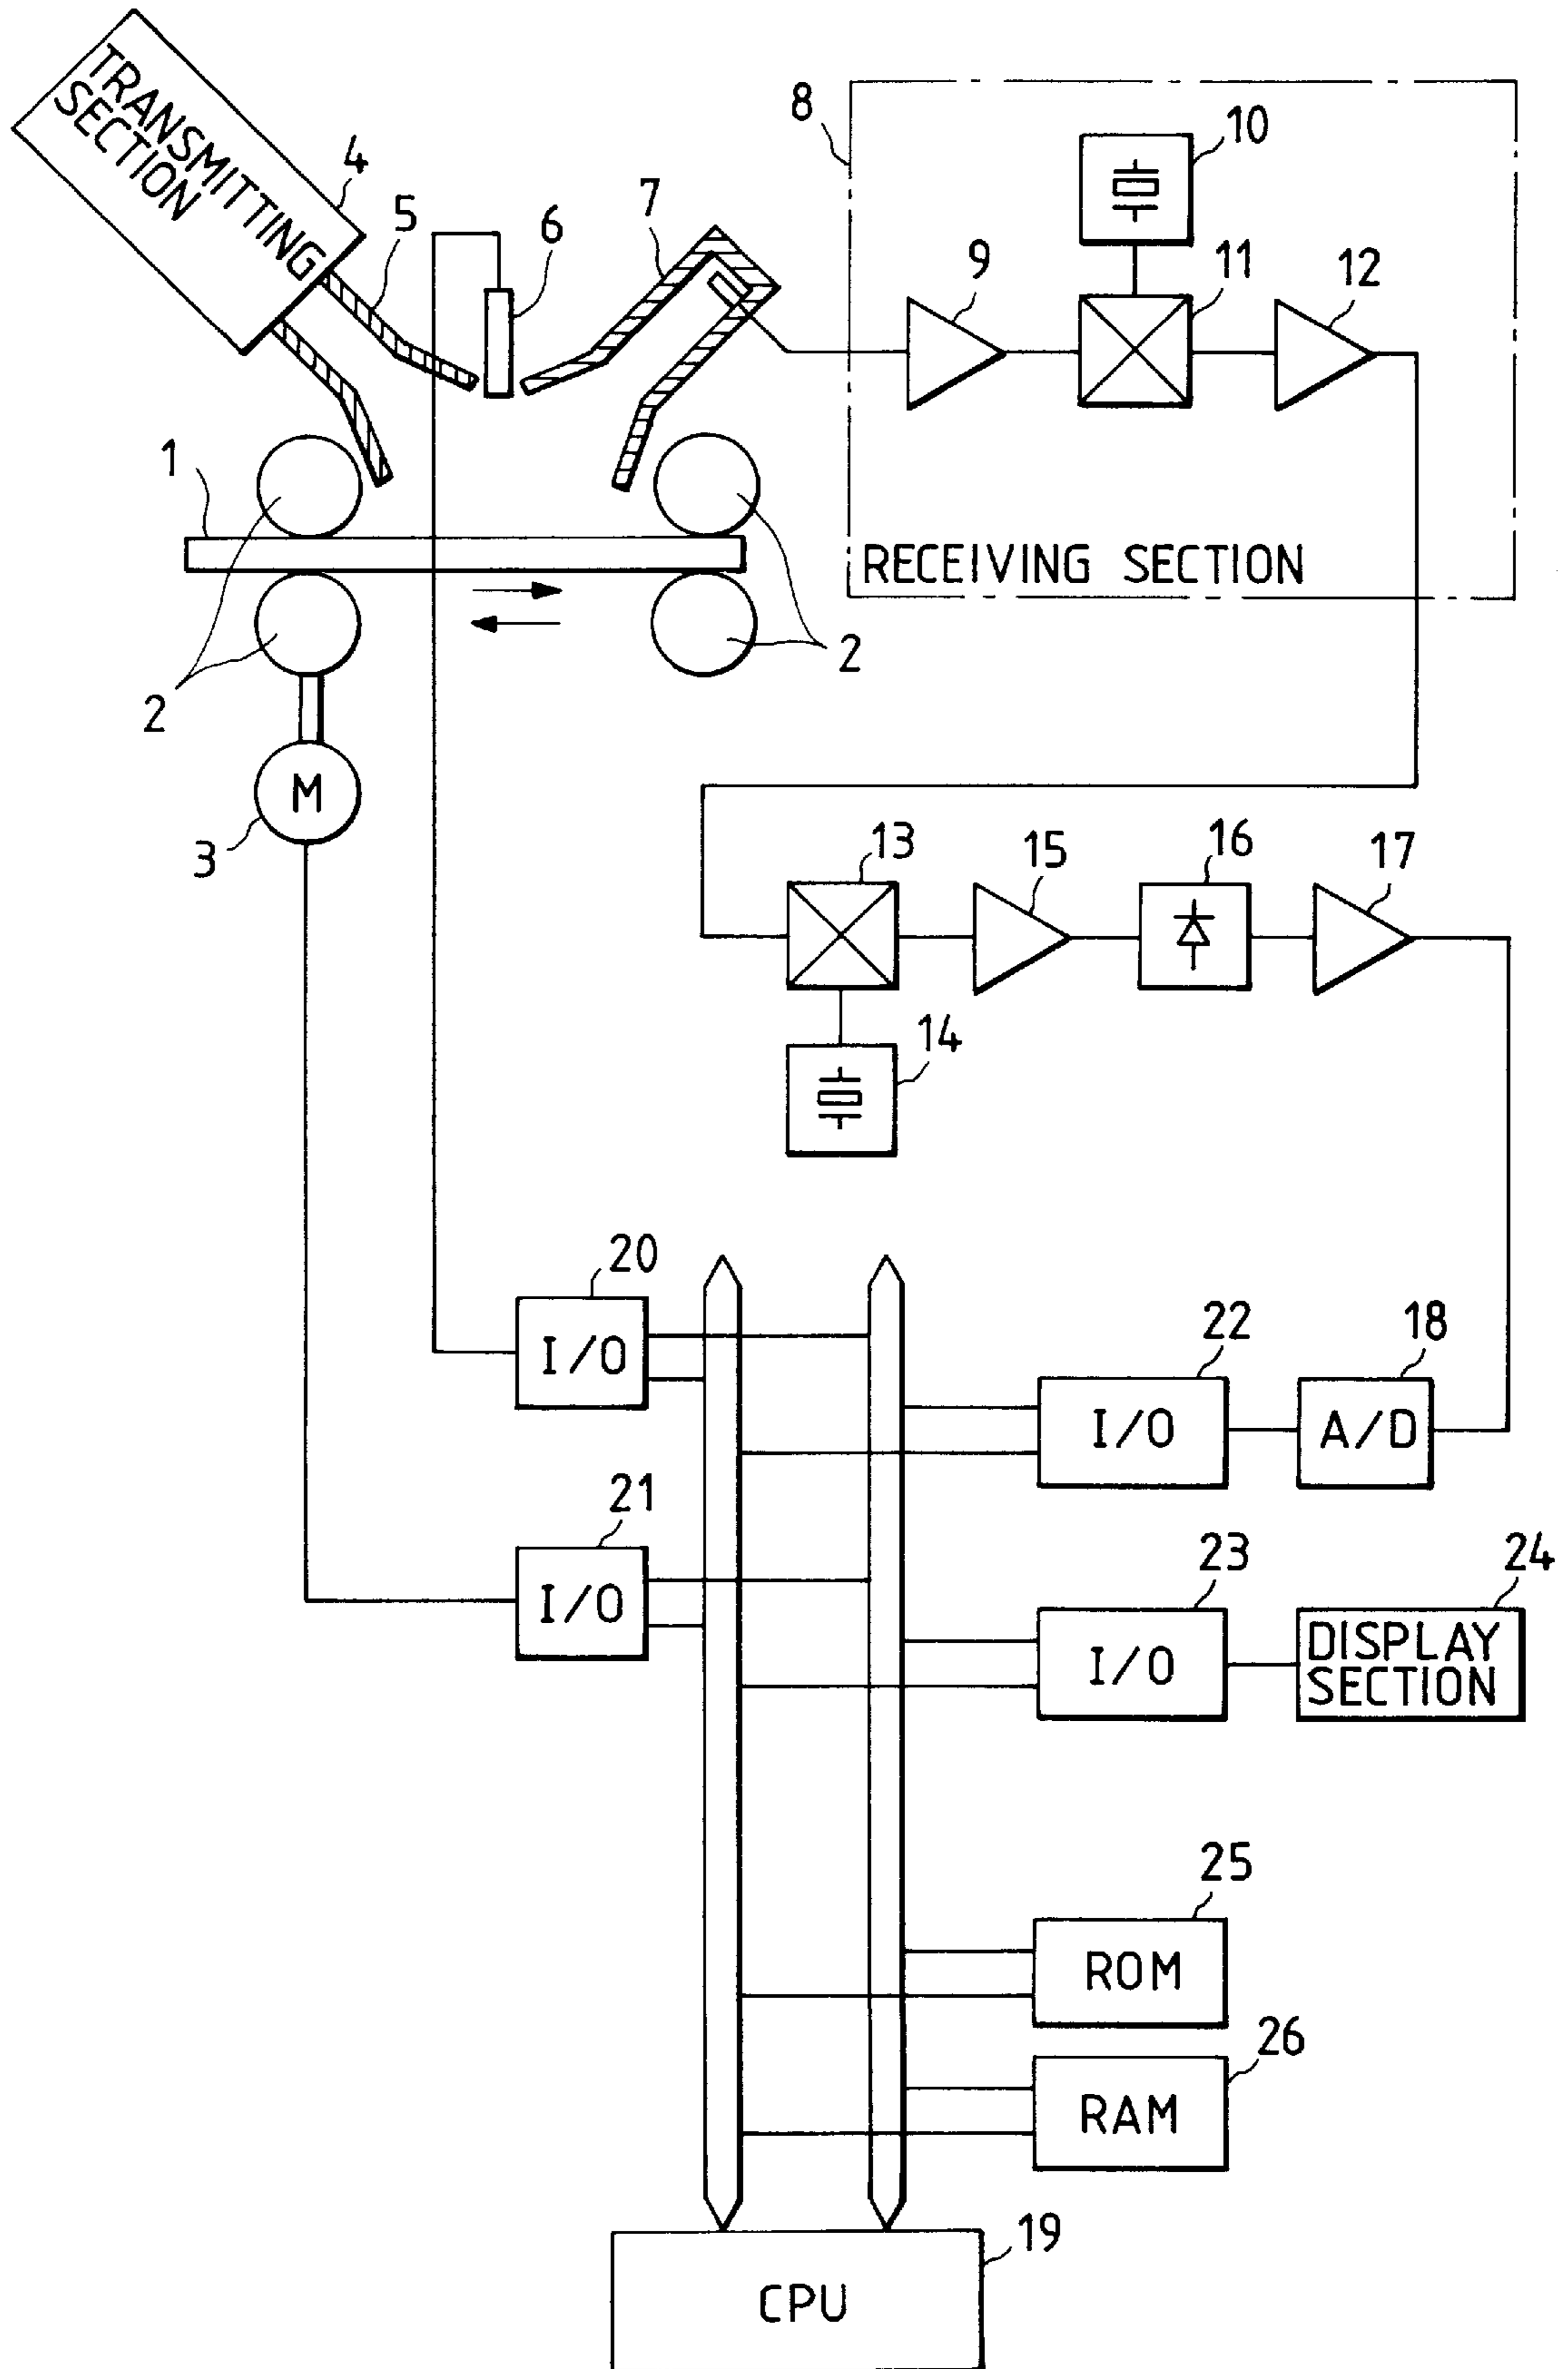 TRANSMITTING
SECTION
4
5
6
7
8
10
9
11
12
1
RECEIVING SECTION
2
2
M
3
13
15
16
17
14
20
I/O
22
I/O
18
A/D
21
I/O
23
I/O
24
DISPLAY
SECTION
25
ROM
26
RAM
19
CPU